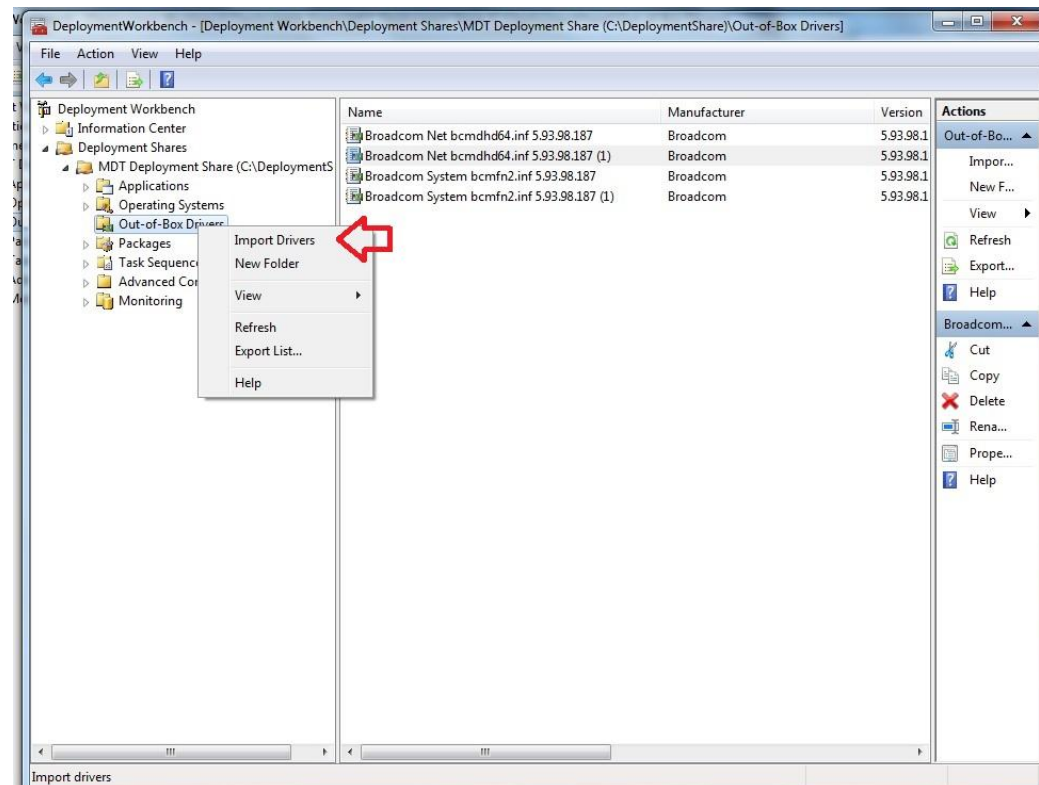 DeploymentWorkbench - [Deployment Workbench\Deployment Shares\MDT Deployment Share (C:\DeploymentShare)\Out-of-Box Drivers]
File Action View Help
Deployment Workbench
Information Center
Deployment Shares
MDT Deployment Share (C:\DeploymentS
Applications
Operating Systems
Out-of-Box Drivers
Packages
Task Sequenc
Advanced Con
Monitoring
Import Drivers
New Folder
View
Refresh
Export List...
Help
Name Manufacturer Version
Broadcom Net bcmdhd64.inf 5.93.98.187 Broadcom 5.93.98.1
Broadcom Net bcmdhd64.inf 5.93.98.187 (1) Broadcom 5.93.98.1
Broadcom System bcmfn2.inf 5.93.98.187 Broadcom 5.93.98.1
Broadcom System bcmfn2.inf 5.93.98.187 (1) Broadcom 5.93.98.1
Actions
Out-of-Bo...
Impor...
New F...
View
Refresh
Export...
Help
Broadcom...
Cut
Copy
Delete
Rena...
Prope...
Help
Import drivers